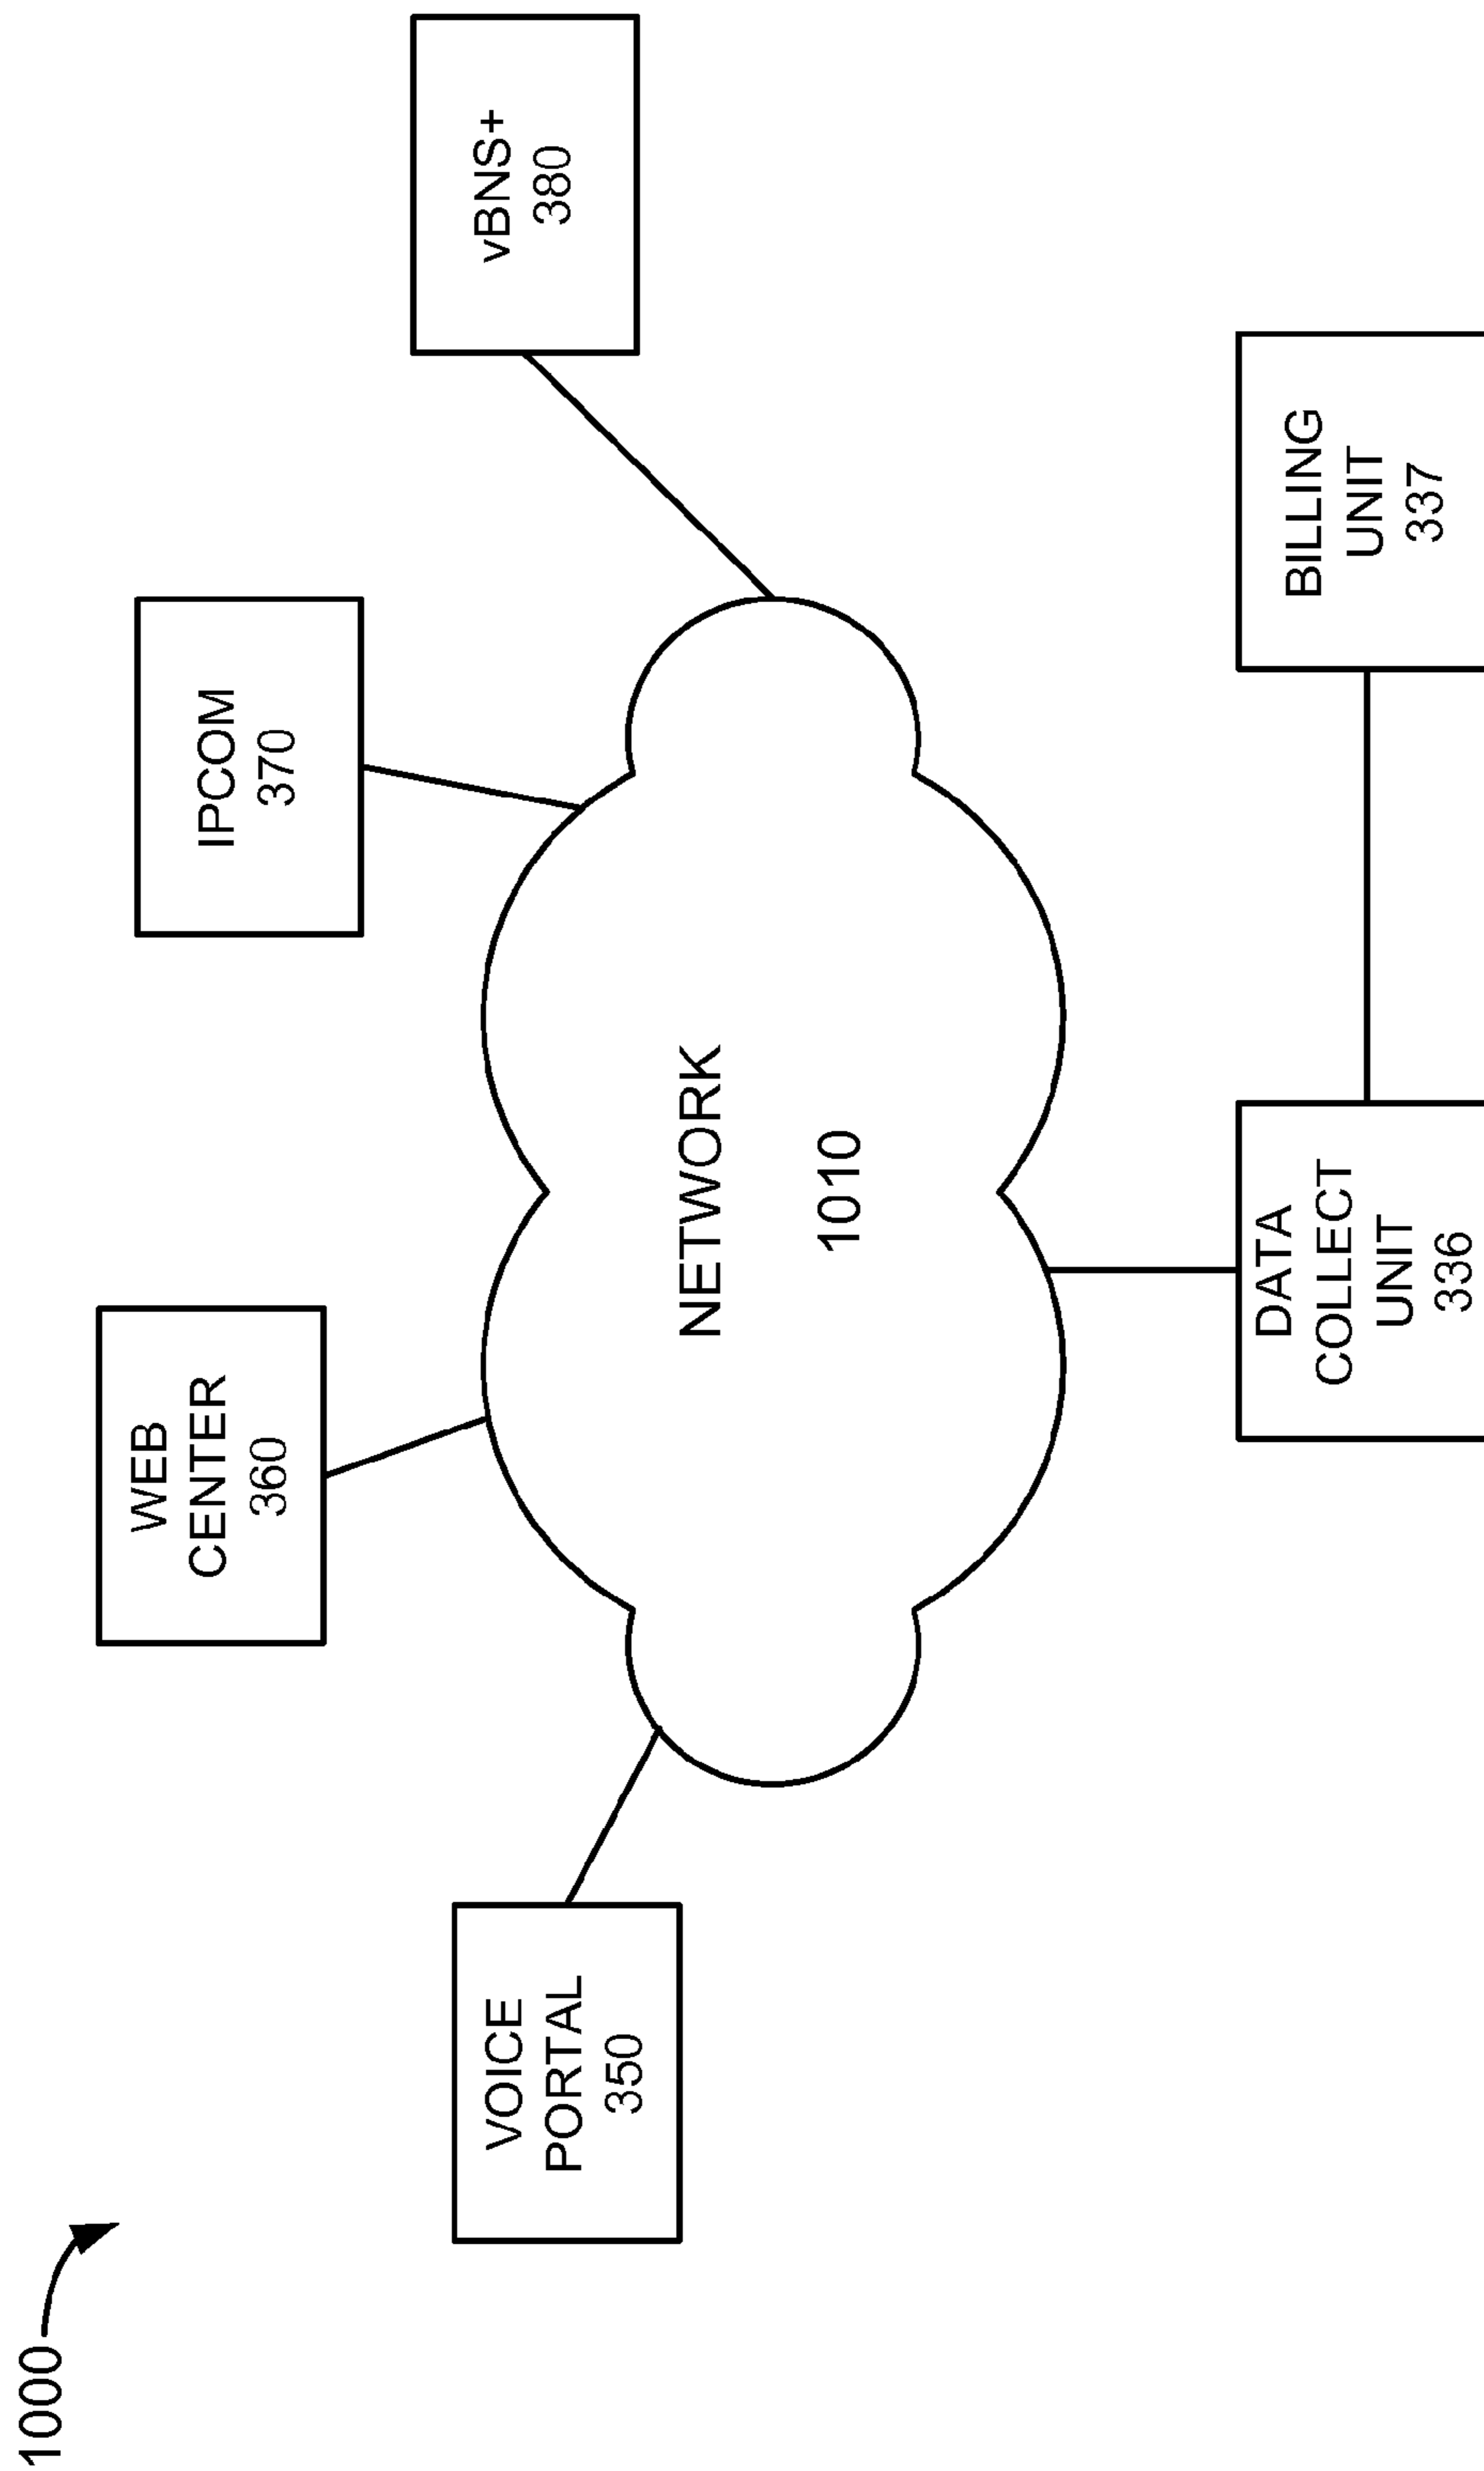 1000
VOICE
PORTAL
350
WEB
CENTER
360
IPCOM
370
vBNS+
380
NETWORK
1010
DATA
COLLECT
UNIT
336
BILLING
UNIT
337